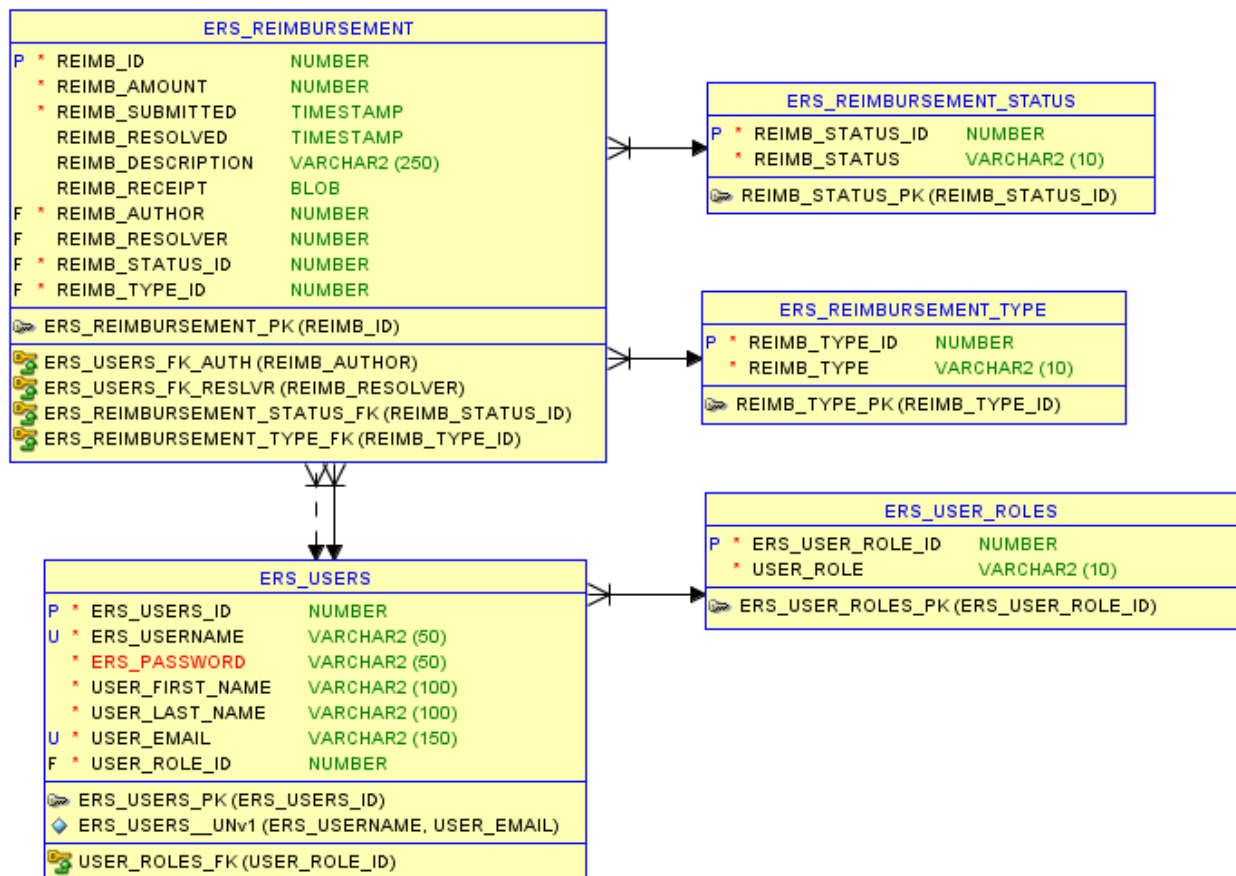 ERS_REIMBURSEMENT
P * REIMB_ID NUMBER
* REIMB_AMOUNT NUMBER
* REIMB_SUBMITTED TIMESTAMP
REIMB_RESOLVED TIMESTAMP
REIMB_DESCRIPTION VARCHAR2 (250)
REIMB_RECEIPT BLOB
F * REIMB_AUTHOR NUMBER
F REIMB_RESOLVER NUMBER
F * REIMB_STATUS_ID NUMBER
F * REIMB_TYPE_ID NUMBER
ERS_REIMBURSEMENT_PK (REIMB_ID)
ERS_USERS_FK_AUTH (REIMB_AUTHOR)
ERS_USERS_FK_RESLVR (REIMB_RESOLVER)
ERS_REIMBURSEMENT_STATUS_FK (REIMB_STATUS_ID)
ERS_REIMBURSEMENT_TYPE_FK (REIMB_TYPE_ID)
ERS_REIMBURSEMENT_STATUS
P * REIMB_STATUS_ID NUMBER
* REIMB_STATUS VARCHAR2 (10)
REIMB_STATUS_PK (REIMB_STATUS_ID)
ERS_REIMBURSEMENT_TYPE
P * REIMB_TYPE_ID NUMBER
* REIMB_TYPE VARCHAR2 (10)
REIMB_TYPE_PK (REIMB_TYPE_ID)
ERS_USERS
P * ERS_USERS_ID NUMBER
U * ERS_USERNAME VARCHAR2 (50)
* ERS_PASSWORD VARCHAR2 (50)
* USER_FIRST_NAME VARCHAR2 (100)
* USER_LAST_NAME VARCHAR2 (100)
U * USER_EMAIL VARCHAR2 (150)
F * USER_ROLE_ID NUMBER
ERS_USERS_PK (ERS_USERS_ID)
ERS_USERS__UNv1 (ERS_USERNAME, USER_EMAIL)
USER_ROLES_FK (USER_ROLE_ID)
ERS_USER_ROLES
P * ERS_USER_ROLE_ID NUMBER
* USER_ROLE VARCHAR2 (10)
ERS_USER_ROLES_PK (ERS_USER_ROLE_ID)